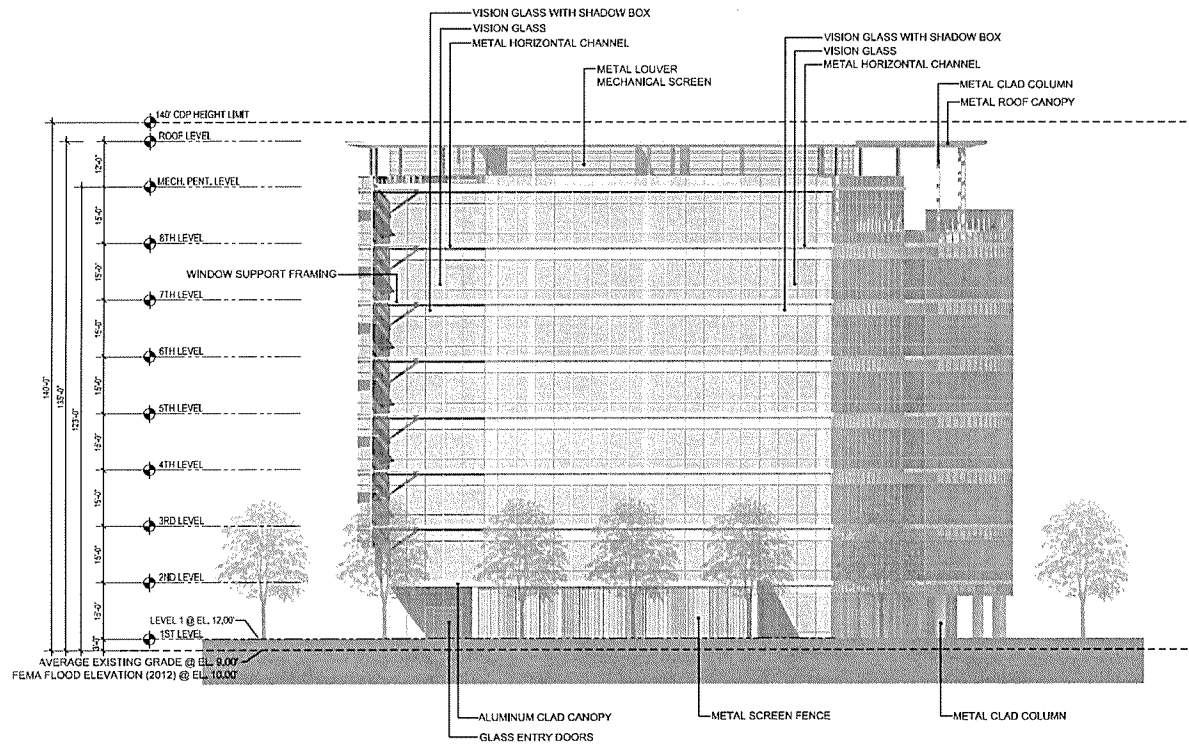 VISION GLASS WITH SHADOW BOX
VISION GLASS
METAL HORIZONTAL CHANNEL
METAL LOUVER
MECHANICAL SCREEN
VISION GLASS WITH SHADOW BOX
VISION GLASS
METAL HORIZONTAL CHANNEL
METAL CLAD COLUMN
METAL ROOF CANOPY
140' CDP HEIGHT LIMIT
ROOF LEVEL
12'-0"
MECH. PENT. LEVEL
15'-0"
8TH LEVEL
15'-0"
WINDOW SUPPORT FRAMING
7TH LEVEL
15'-0"
6TH LEVEL
15'-0"
5TH LEVEL
15'-0"
4TH LEVEL
15'-0"
3RD LEVEL
15'-0"
2ND LEVEL
15'-0"
LEVEL 1 @ EL. 12.00'
1ST LEVEL
3'-0"
140'-0"
135'-0"
123'-0"
AVERAGE EXISTING GRADE @ EL. 9.00'
FEMA FLOOD ELEVATION (2012) @ EL. 10.00'
ALUMINUM CLAD CANOPY
GLASS ENTRY DOORS
METAL SCREEN FENCE
METAL CLAD COLUMN